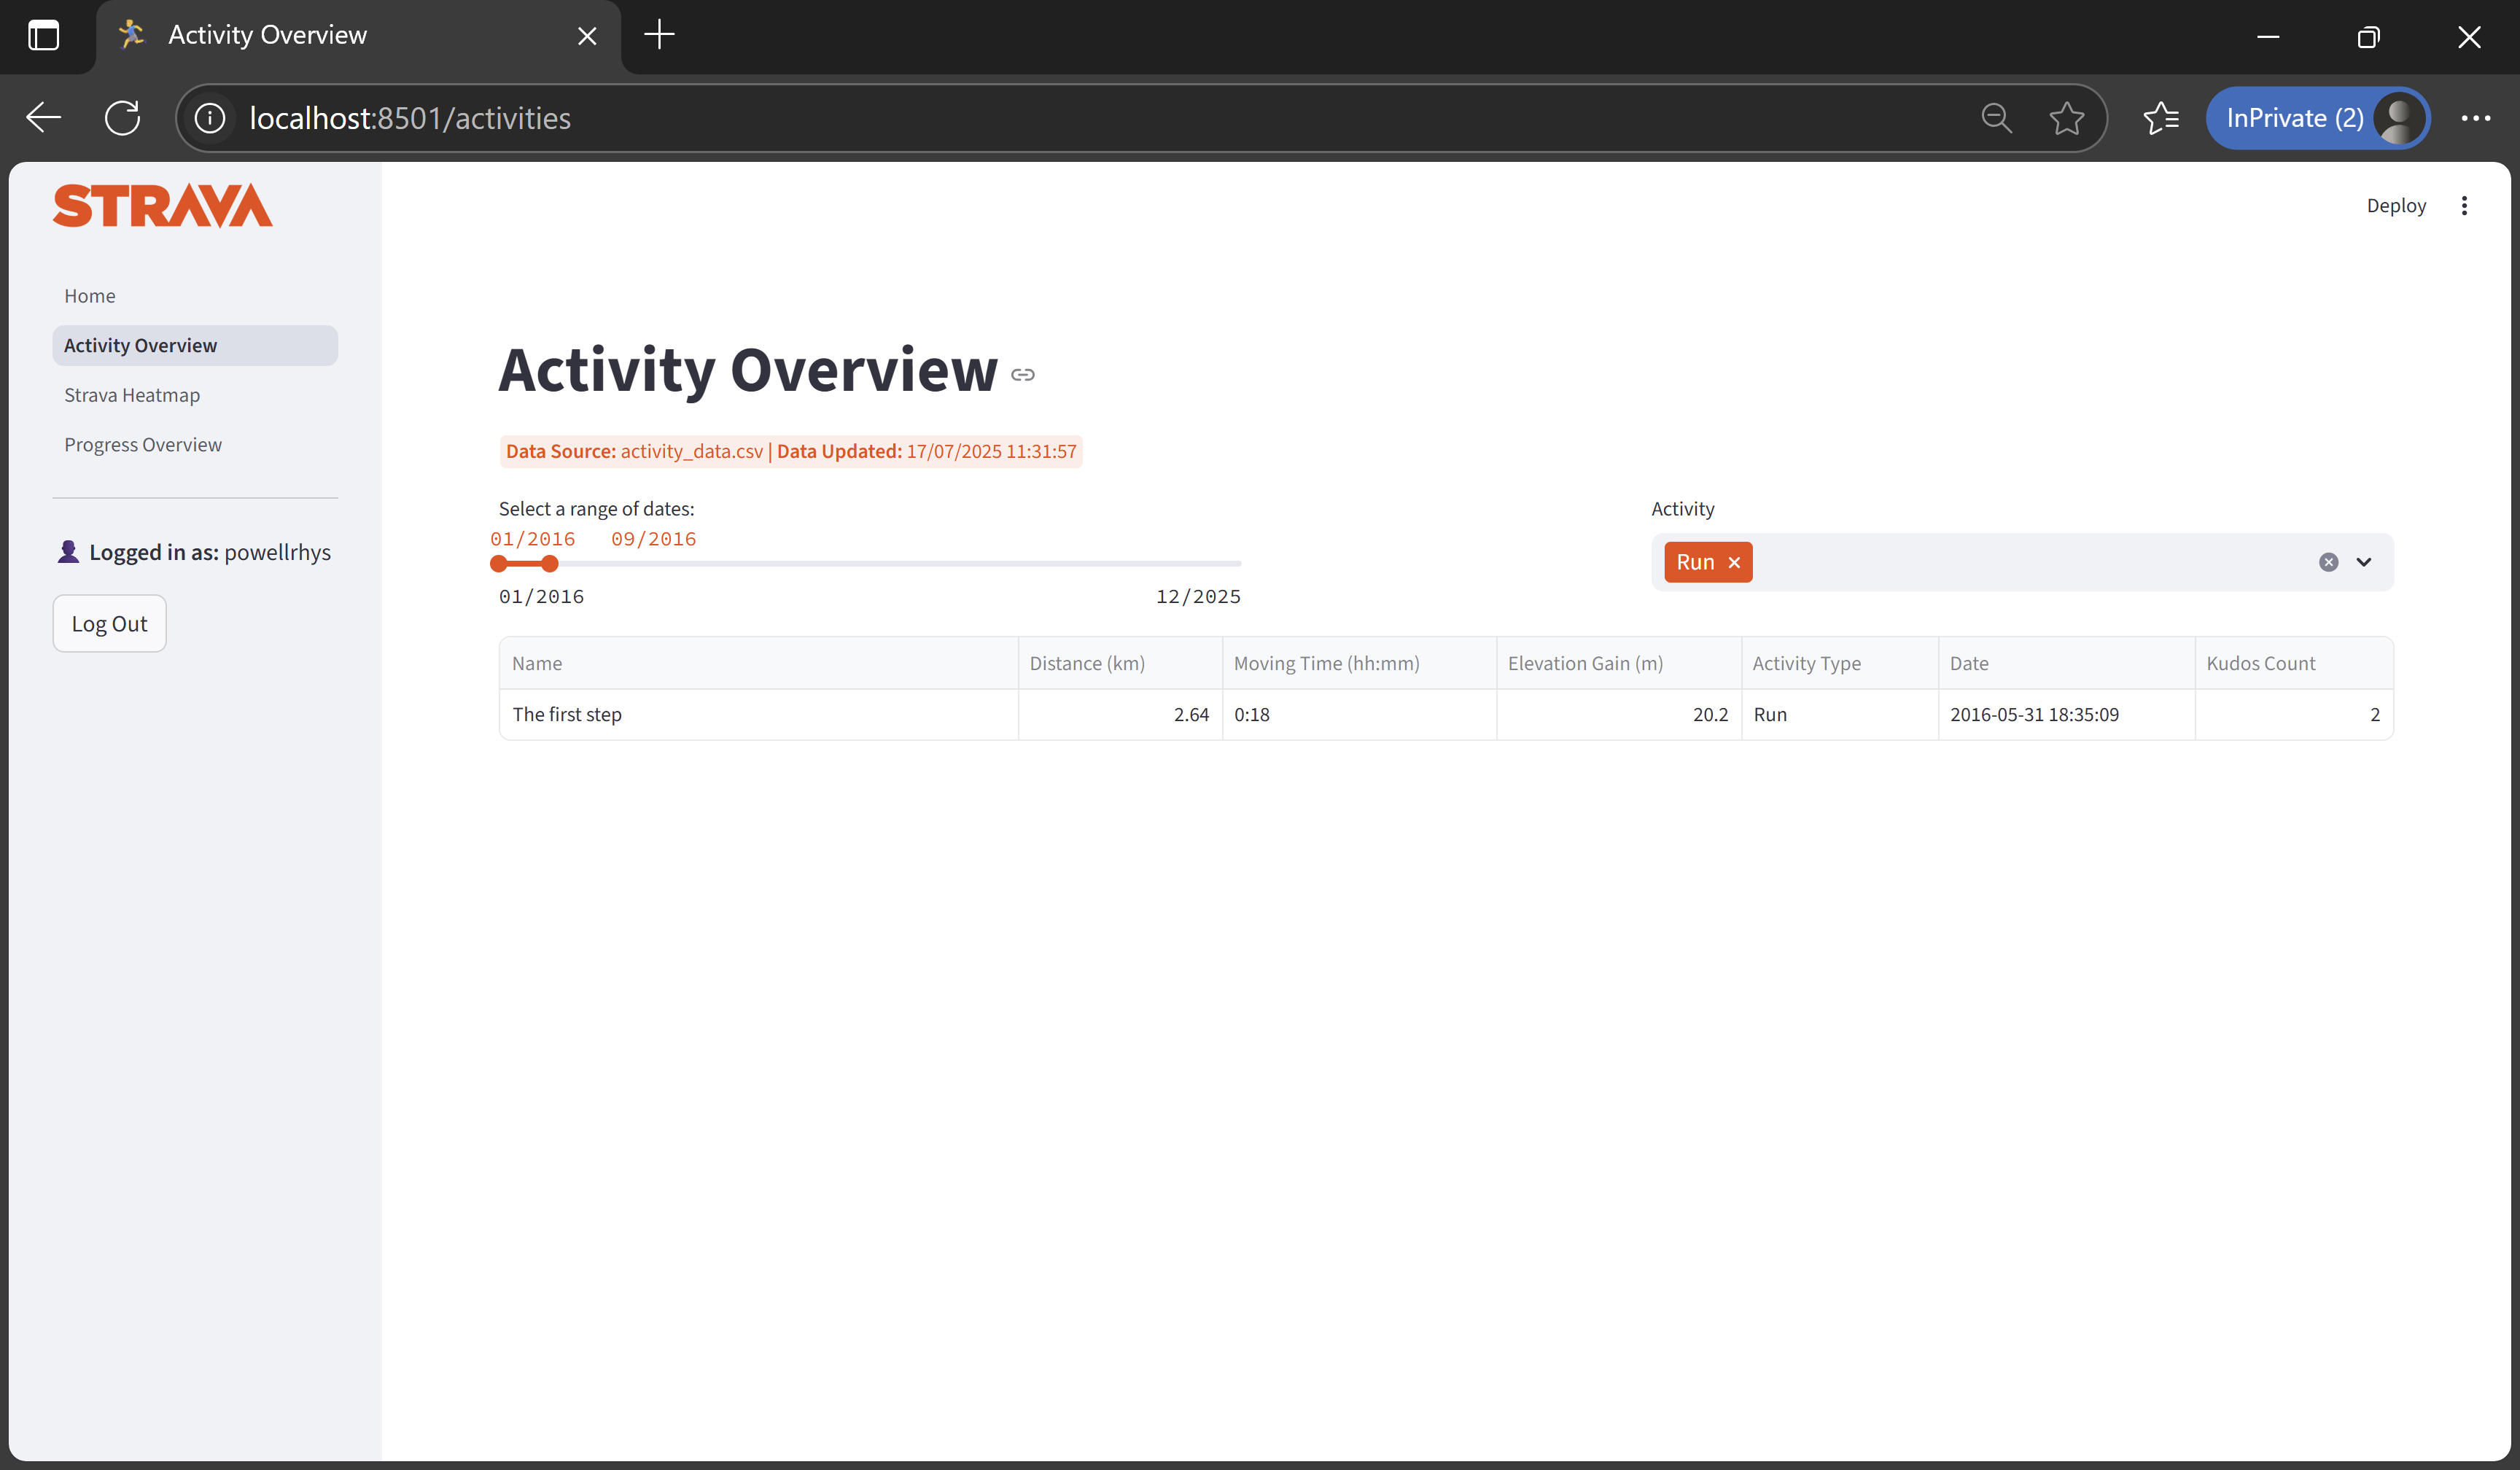 Activity Overview
localhost:8501/activities
InPrivate (2)
STRAVA
Deploy
Home
Activity Overview
Strava Heatmap
Progress Overview
Logged in as: powellrhys
Log Out
Activity Overview
Data Source: activity_data.csv | Data Updated: 17/07/2025 11:31:57
Select a range of dates:
01/2016 09/2016
01/2016 12/2025
Activity
Run
Name Distance (km) Moving Time (hh:mm) Elevation Gain (m) Activity Type Date Kudos Count
The first step 2.64 0:18 20.2 Run 2016-05-31 18:35:09 2